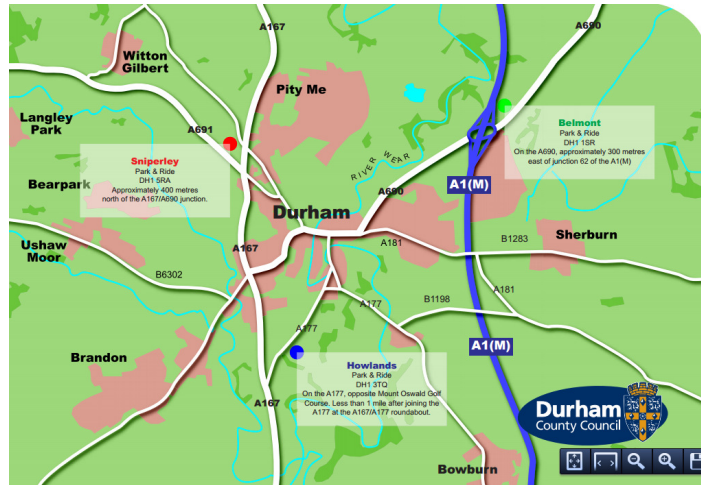 A167
A690
Witton
Gilbert
Pity Me
Langley
Park
A691
Sniperley
Park & Ride
DH1 5RA
Approximately 400 metres
north of the A167/A690 junction.
Belmont
Park & Ride
DH1 1SR
On the A690, approximately 300 metres
east of junction 62 of the A1(M)
RIVER WEAR
A690
A1(M)
Bearpark
Durham
Ushaw
Moor
A167
A181
B1283
Sherburn
B6302
A177
A177
B1198
A181
Brandon
A1(M)
Howlands
Park & Ride
DH1 3TQ
On the A177, opposite Mount Oswald Golf
Course. Less than 1 mile after joining the
A177 at the A167/A177 roundabout.
A167
Durham
County Council
Bowburn